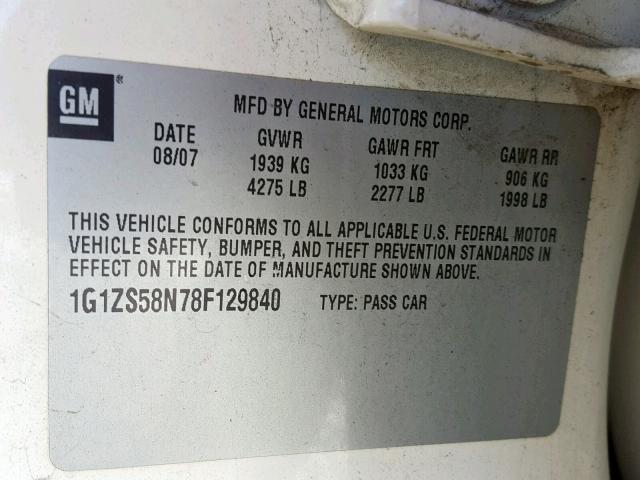 GM®
MFD BY GENERAL MOTORS CORP.
DATE GVWR GAWR FRT GAWR RR
08/07 1939 KG 1033 KG 906 KG
4275 LB 2277 LB 1998 LB
THIS VEHICLE CONFORMS TO ALL APPLICABLE U.S. FEDERAL MOTOR
VEHICLE SAFETY, BUMPER, AND THEFT PREVENTION STANDARDS IN
EFFECT ON THE DATE OF MANUFACTURE SHOWN ABOVE.
1G1ZS58N78F129840 TYPE: PASS CAR